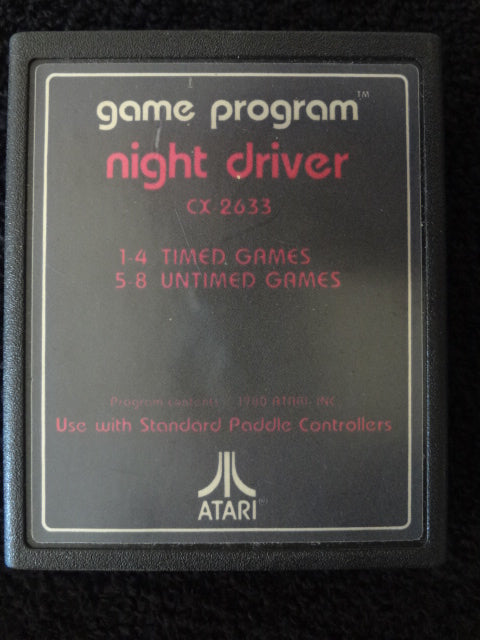 game program™
night driver
CX 2633
1-4 TIMED GAMES
5-8 UNTIMED GAMES
Program contents © 1980 ATARI, INC.
Use with Standard Paddle Controllers
ATARI®